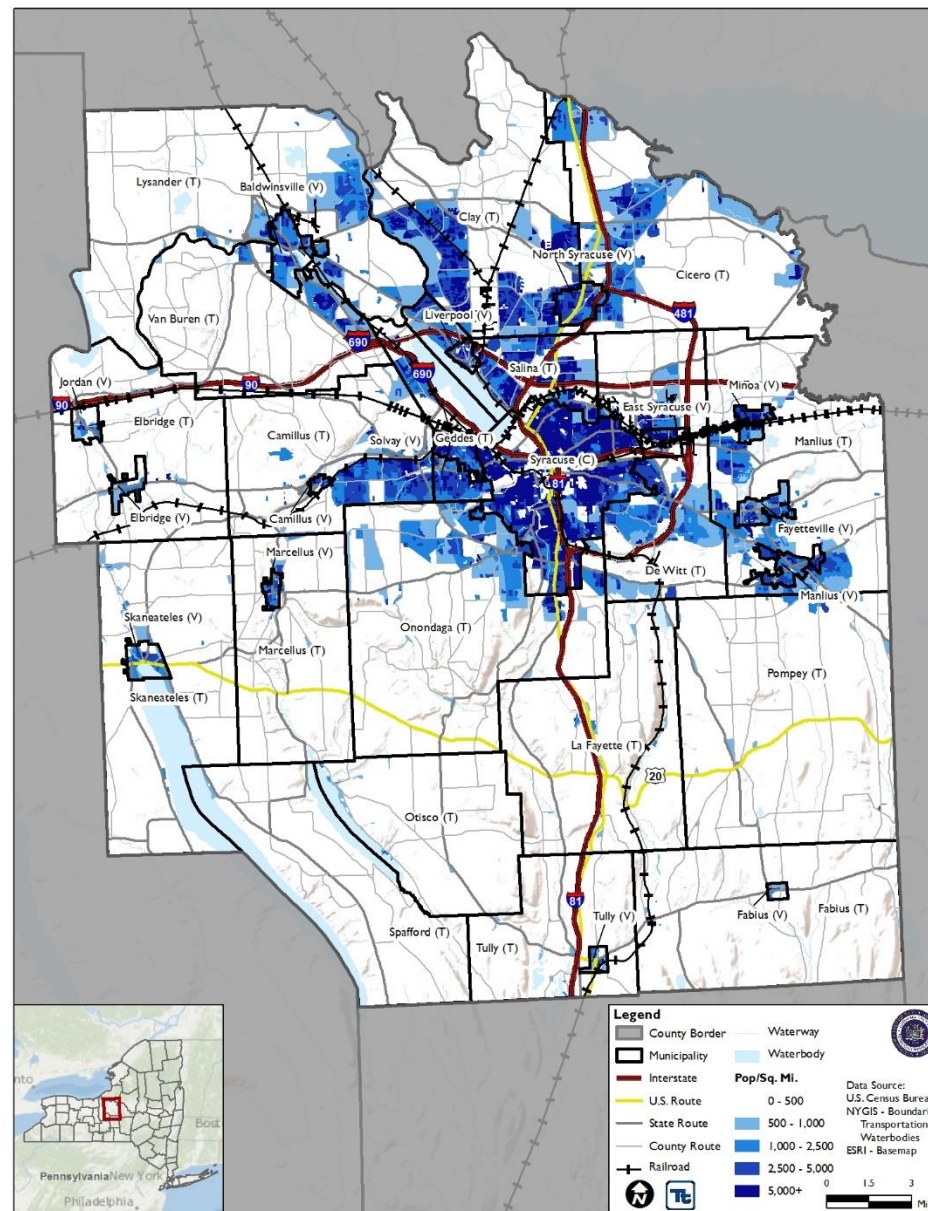 Lysander (T)
Baldwinsville (V)
Clay (T)
North Syracuse (V)
Cicero (T)
Van Buren (T)
Liverpool (V)
481
690
690
Salina (T)
Jordan (V)
90
90
Minoa (V)
East Syracuse (V)
Elbridge (T)
Camillus (T)
Solvay (V)
Geddes (T)
Manlius (T)
Syracuse (C)
81
Elbridge (V)
Camillus (V)
Fayetteville (V)
Marcellus (V)
De Witt (T)
Manlius (V)
Skaneateles (V)
Onondaga (T)
Marcellus (T)
Pompey (T)
Skaneateles (T)
La Fayette (T)
20
Otisco (T)
81
Tully (V)
Fabius (V)
Fabius (T)
Spafford (T)
Tully (T)
nto
Bost
Pennsylvania
New York
Philadelphia
Legend
County Border
Municipality
Interstate
U.S. Route
State Route
County Route
Railroad
N
Tt
Waterway
Waterbody
Pop/Sq. Mi.
0 - 500
500 - 1,000
1,000 - 2,500
2,500 - 5,000
5,000+
Data Source:
U.S. Census Burea
NYGIS - Boundari
Transportation
Waterbodies
ESRI - Basemap
0 1.5 3
Mi